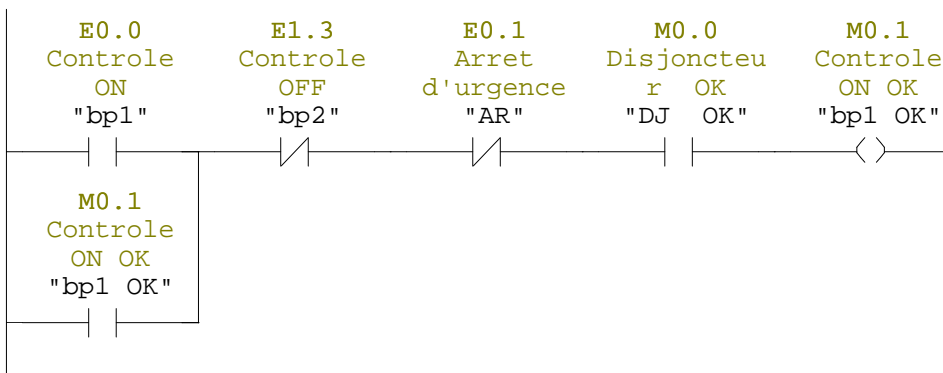 E0.0
Controle
ON
"bp1"
E1.3
Controle
OFF
"bp2"
E0.1
Arret
d'urgence
"AR"
M0.0
Disjoncteu
r OK
"DJ OK"
M0.1
Controle
ON OK
"bp1 OK"
M0.1
Controle
ON OK
"bp1 OK"